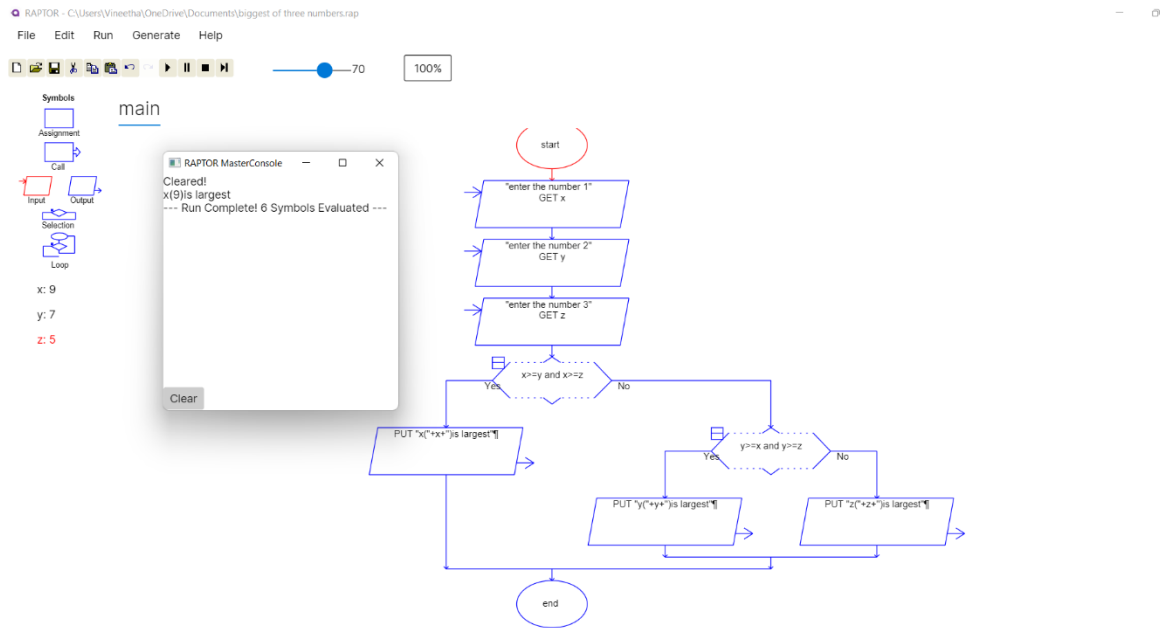 RAPTOR - C:\Users\Vineetha\OneDrive\Documents\biggest of three numbers.rap
File Edit Run Generate Help
70
100%
Symbols
Assignment
Call
Input Output
Selection
Loop
x: 9
y: 7
z: 5
main
RAPTOR MasterConsole
Cleared!
x(9)is largest
--- Run Complete! 6 Symbols Evaluated ---
Clear
start
"enter the number 1"
GET x
"enter the number 2"
GET y
"enter the number 3"
GET z
x>=y and x>=z
Yes No
PUT "x("+x+")is largest"¶
y>=x and y>=z
Yes No
PUT "y("+y+")is largest"¶
PUT "z("+z+")is largest"¶
end